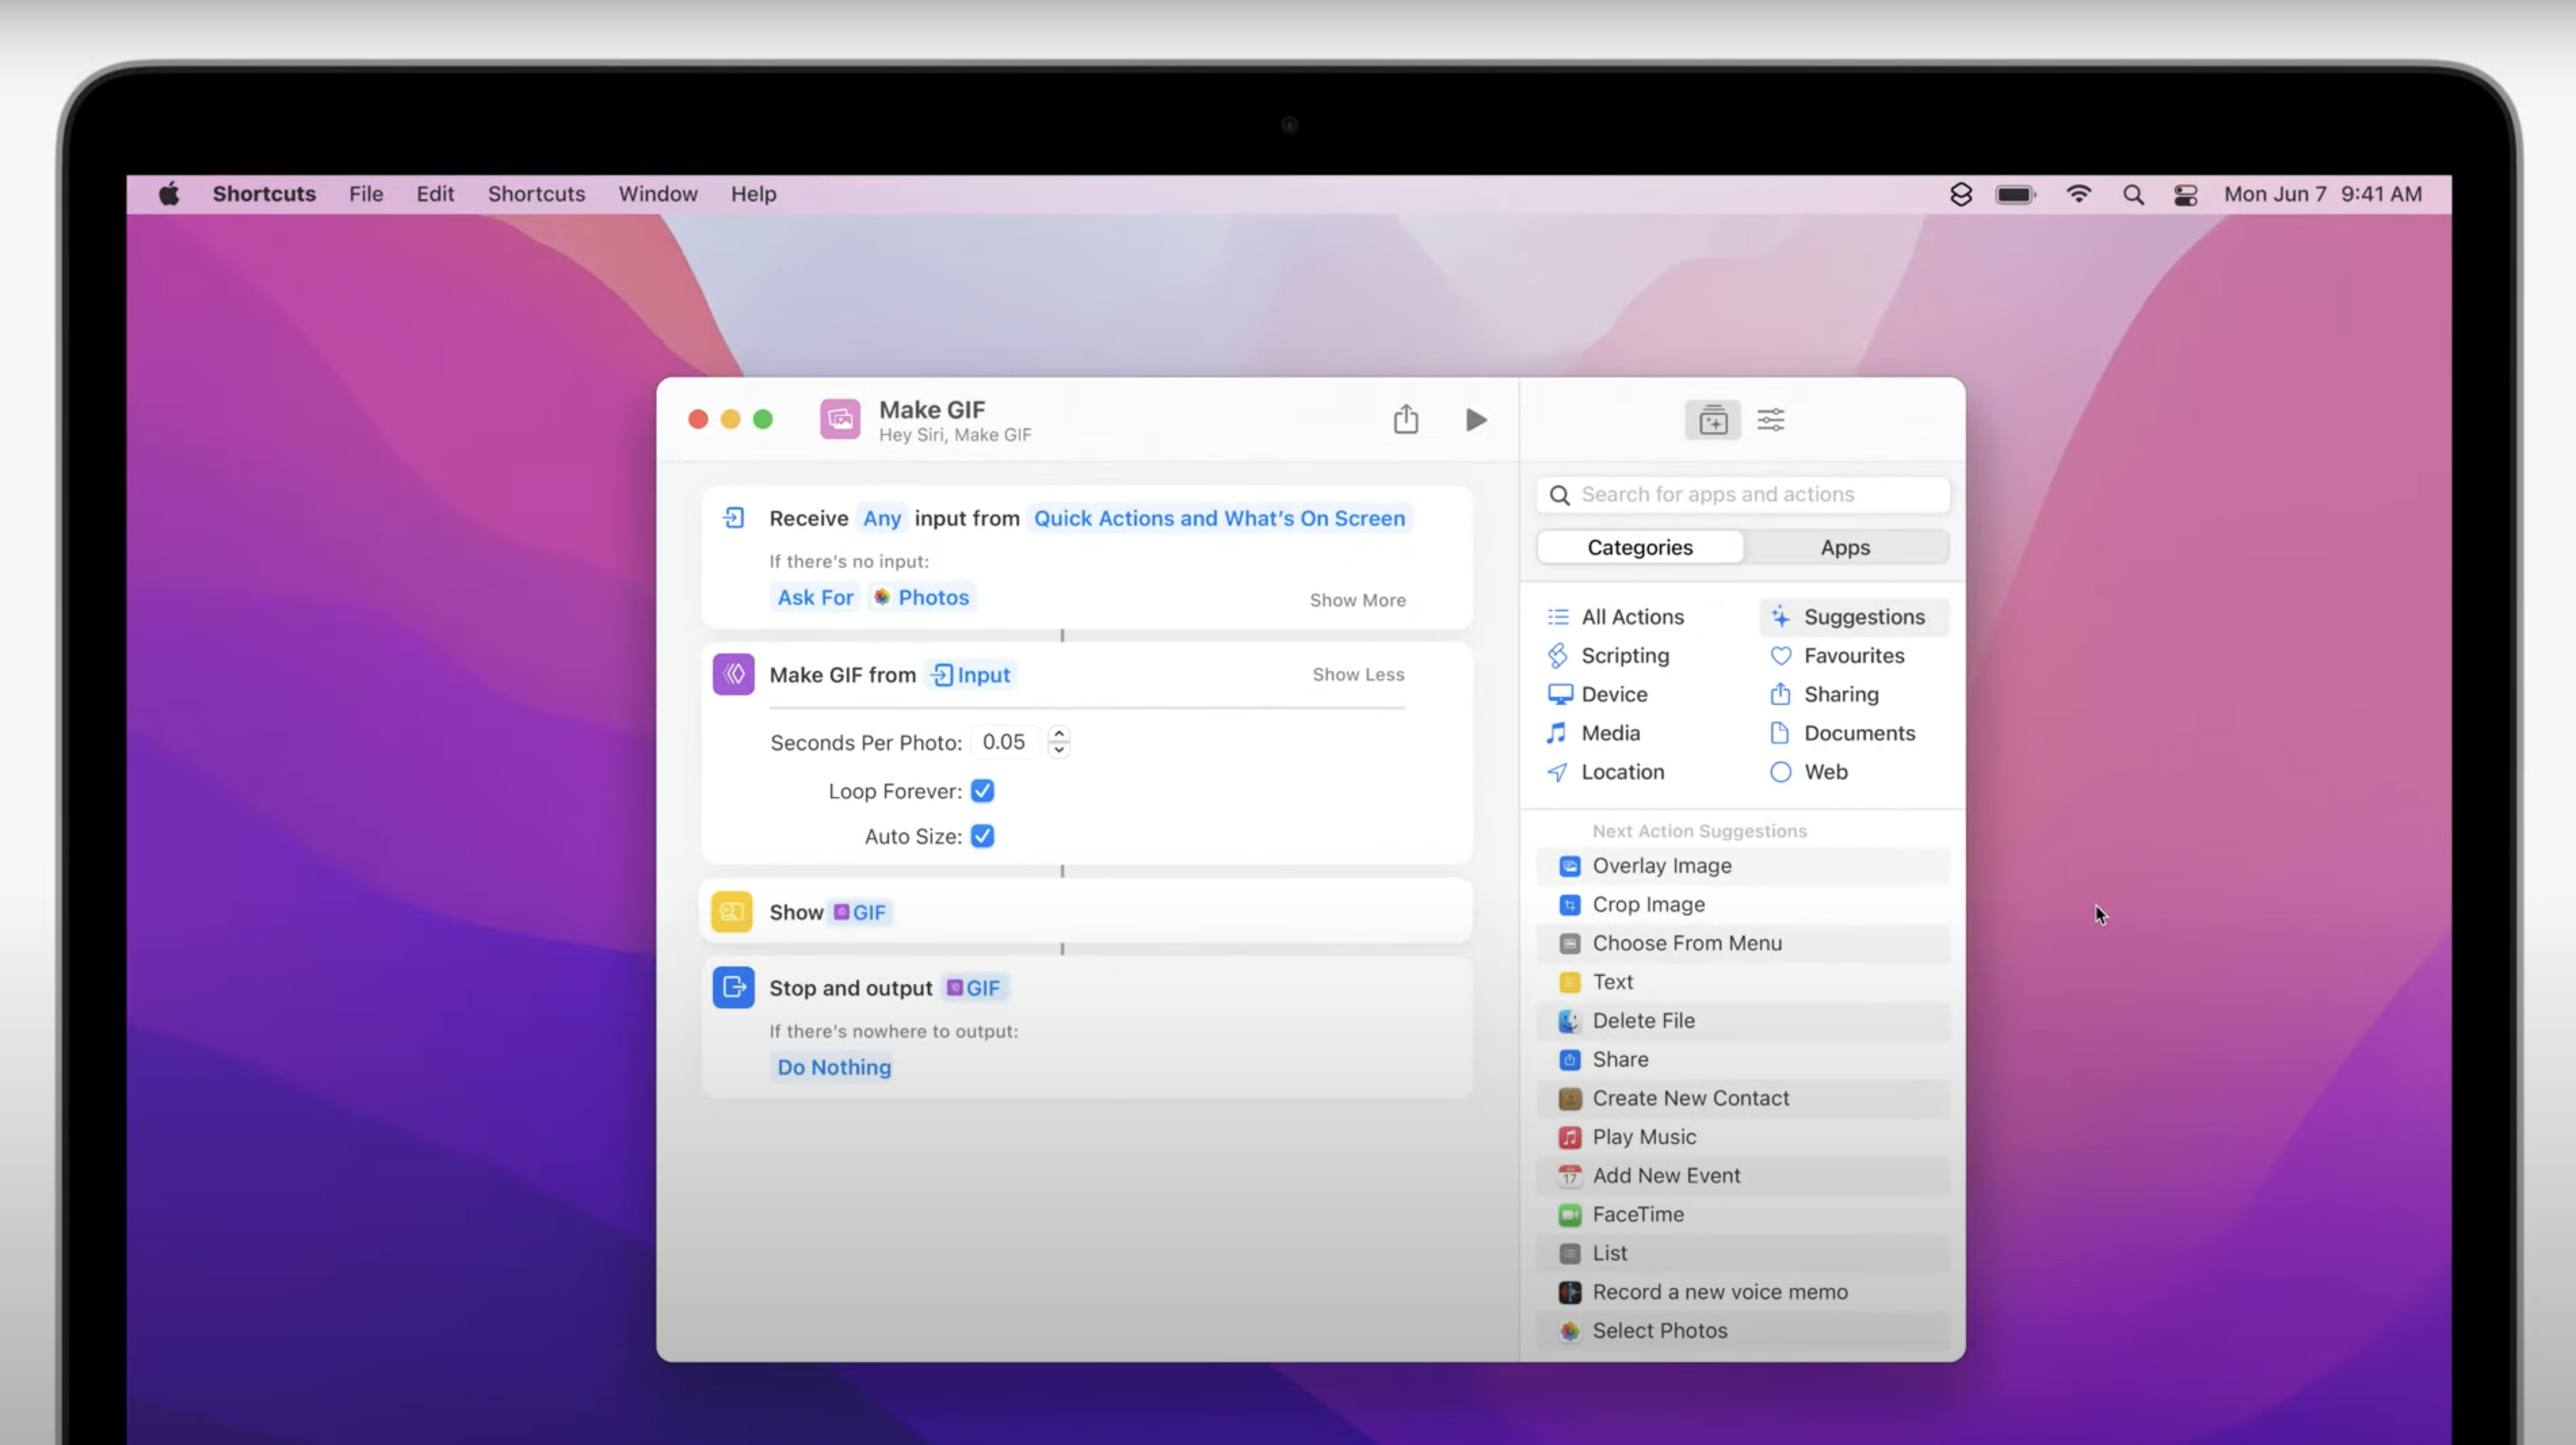 Shortcuts File Edit Shortcuts Window Help Mon Jun 7 9:41 AM
Make GIF
Hey Siri, Make GIF
Receive Any input from Quick Actions and What's On Screen
If there's no input:
Ask For Photos Show More
Make GIF from Input Show Less
Seconds Per Photo: 0.05
Loop Forever:
Auto Size:
Show GIF
Stop and output GIF
If there's nowhere to output:
Do Nothing
Search for apps and actions
Categories Apps
All Actions Suggestions
Scripting Favourites
Device Sharing
Media Documents
Location Web
Next Action Suggestions
Overlay Image
Crop Image
Choose From Menu
Text
Delete File
Share
Create New Contact
Play Music
17 Add New Event
FaceTime
List
Record a new voice memo
Select Photos